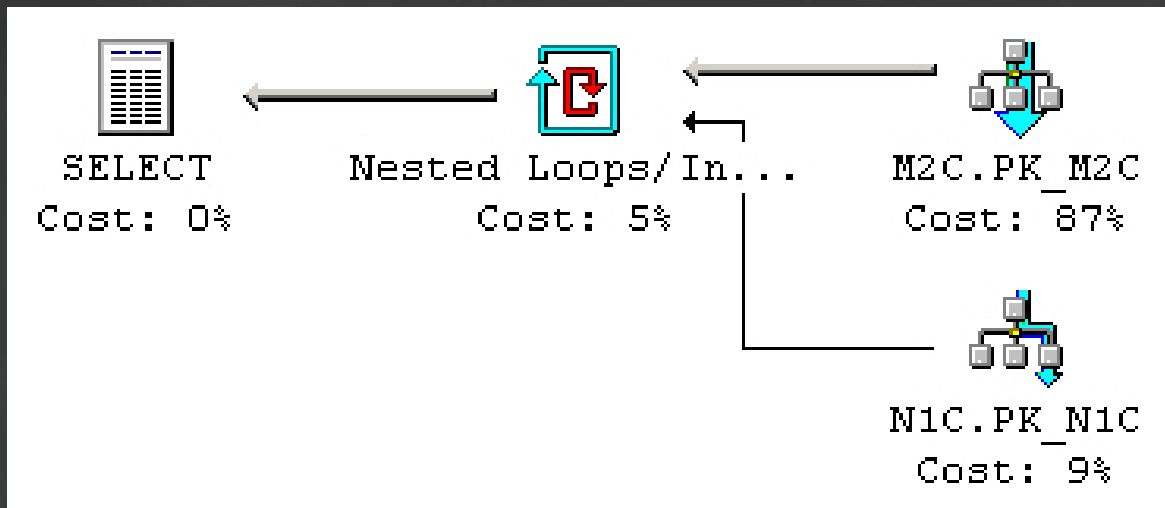 SELECT
Cost: 0%
Nested Loops/In...
Cost: 5%
M2C.PK_M2C
Cost: 87%
N1C.PK_N1C
Cost: 9%